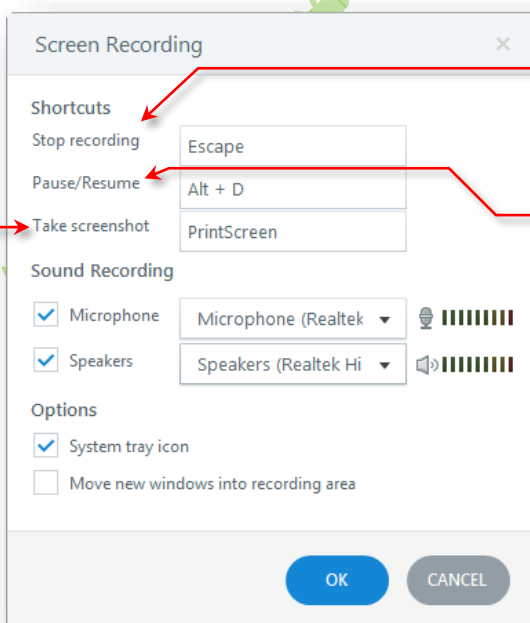 Screen Recording
Shortcuts
Stop recording Escape
Pause/Resume Alt + D
Take screenshot PrintScreen
Sound Recording
Microphone Microphone (Realtek
Speakers Speakers (Realtek Hi
Options
System tray icon
Move new windows into recording area
OK CANCEL